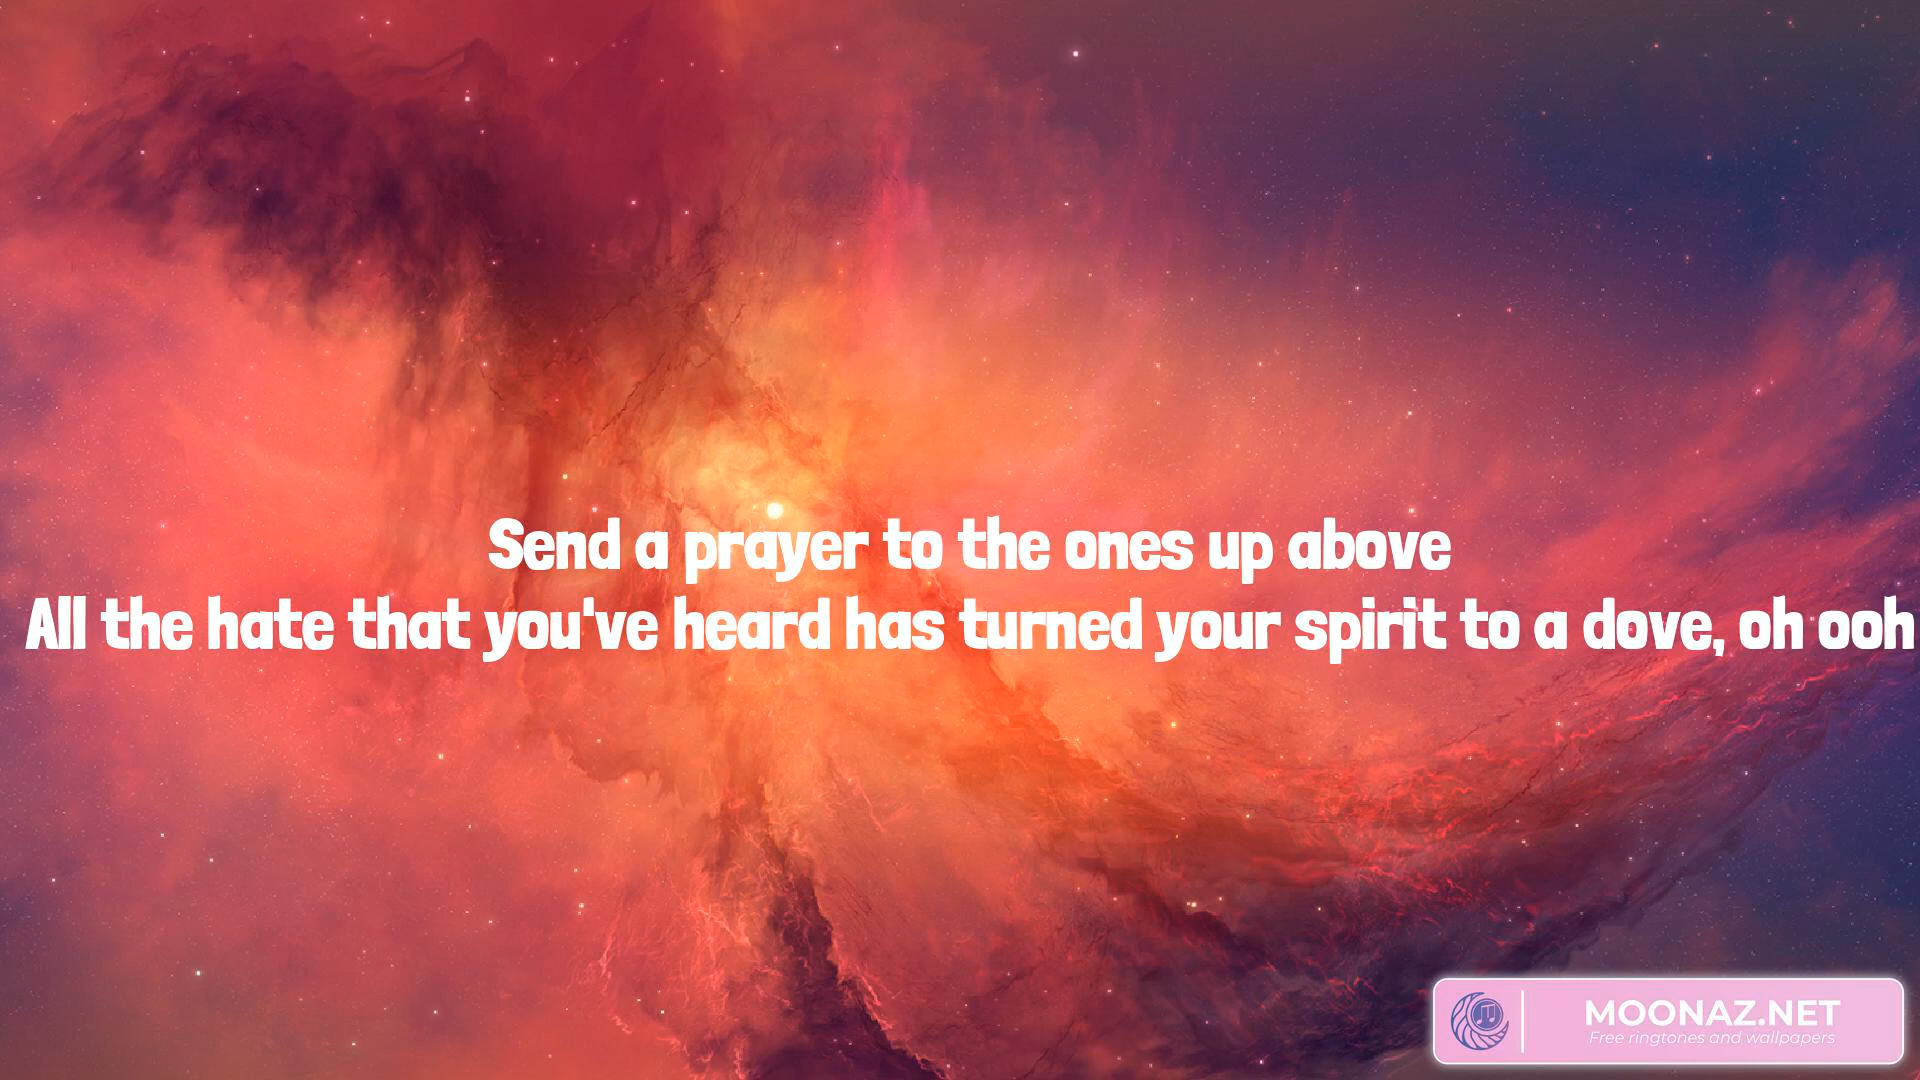 Send a prayer to the ones up above
All the hate that you've heard has turned your spirit to a dove, oh ooh
MOONAZ.NET
Free ringtones and wallpapers